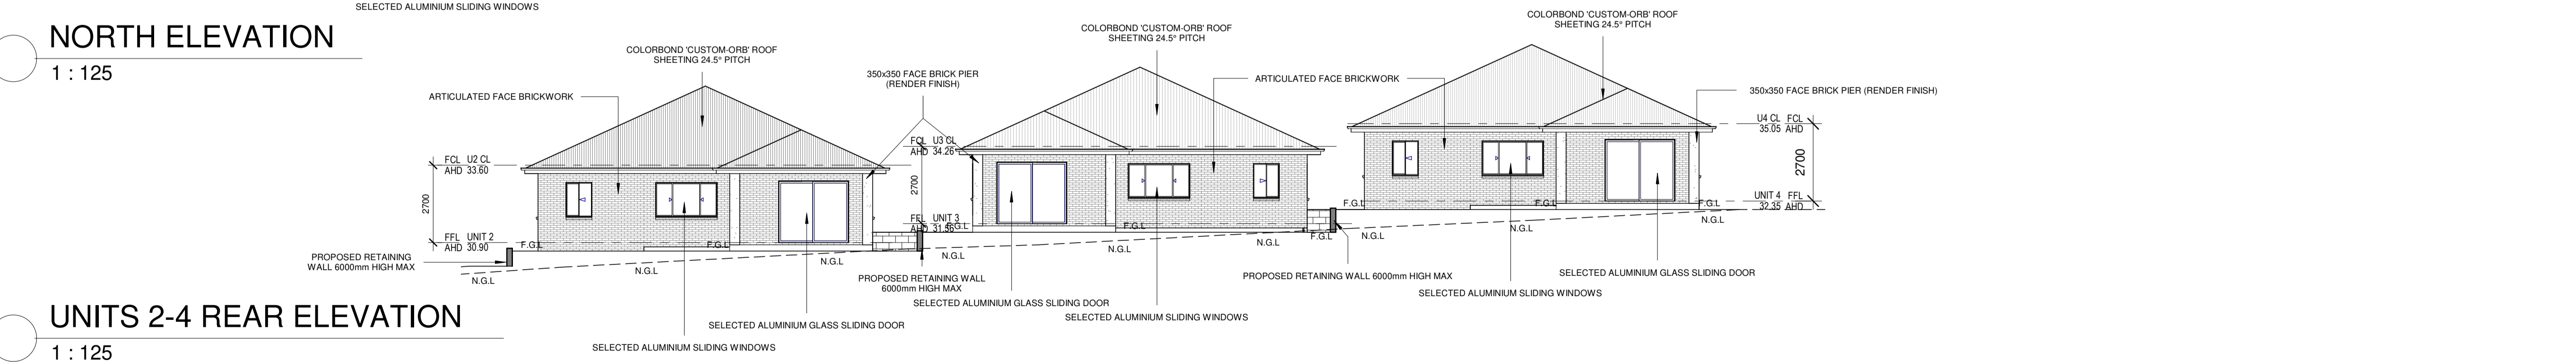 SELECTED ALUMINIUM SLIDING WINDOWS
NORTH ELEVATION
1 : 125
COLORBOND 'CUSTOM-ORB' ROOF
SHEETING 24.5° PITCH
ARTICULATED FACE BRICKWORK
350x350 FACE BRICK PIER
(RENDER FINISH)
COLORBOND 'CUSTOM-ORB' ROOF
SHEETING 24.5° PITCH
ARTICULATED FACE BRICKWORK
COLORBOND 'CUSTOM-ORB' ROOF
SHEETING 24.5° PITCH
350x350 FACE BRICK PIER (RENDER FINISH)
FCL U2 CL
AHD 33.60
2700
FFL UNIT 2
AHD 30.90
FCL U3 CL
AHD 34.26
2700
FFL UNIT 3
AHD 31.56
U4 CL FCL
35.05 AHD
2700
UNIT 4 FFL
32.35 AHD
F.G.L
F.G.L
F.G.L
F.G.L
F.G.L
F.G.L
F.G.L
F.G.L
N.G.L
N.G.L
N.G.L
N.G.L
N.G.L
N.G.L
N.G.L
N.G.L
N.G.L
PROPOSED RETAINING
WALL 6000mm HIGH MAX
PROPOSED RETAINING WALL
6000mm HIGH MAX
PROPOSED RETAINING WALL 6000mm HIGH MAX
SELECTED ALUMINIUM GLASS SLIDING DOOR
SELECTED ALUMINIUM SLIDING WINDOWS
SELECTED ALUMINIUM GLASS SLIDING DOOR
SELECTED ALUMINIUM SLIDING WINDOWS
SELECTED ALUMINIUM GLASS SLIDING DOOR
SELECTED ALUMINIUM SLIDING WINDOWS
UNITS 2-4 REAR ELEVATION
1 : 125